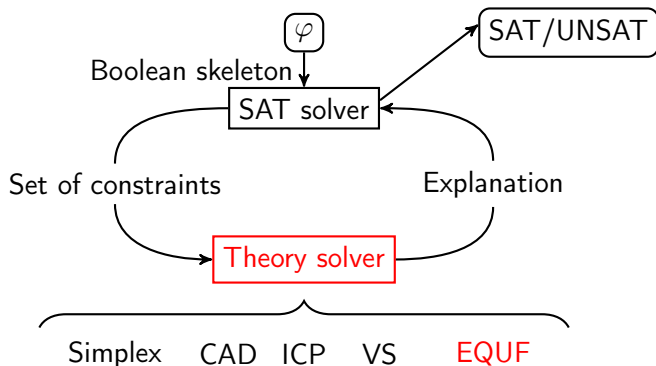 φ
SAT/UNSAT
Boolean skeleton
SAT solver
Set of constraints
Explanation
Theory solver
Simplex CAD ICP VS EQUF